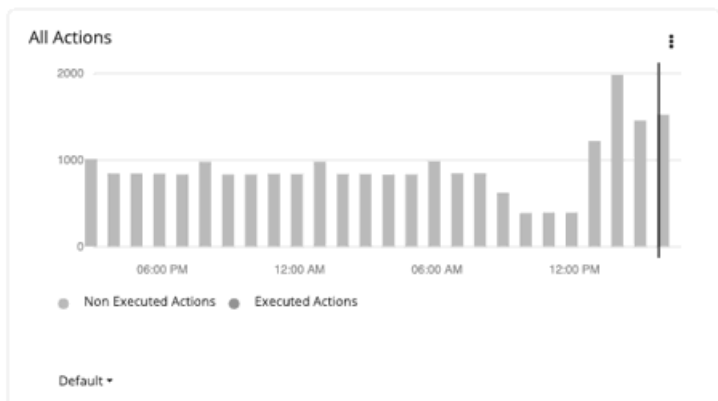 All Actions
2000
1000
0
06:00 PM 12:00 AM 06:00 AM 12:00 PM
Non Executed Actions Executed Actions
Default